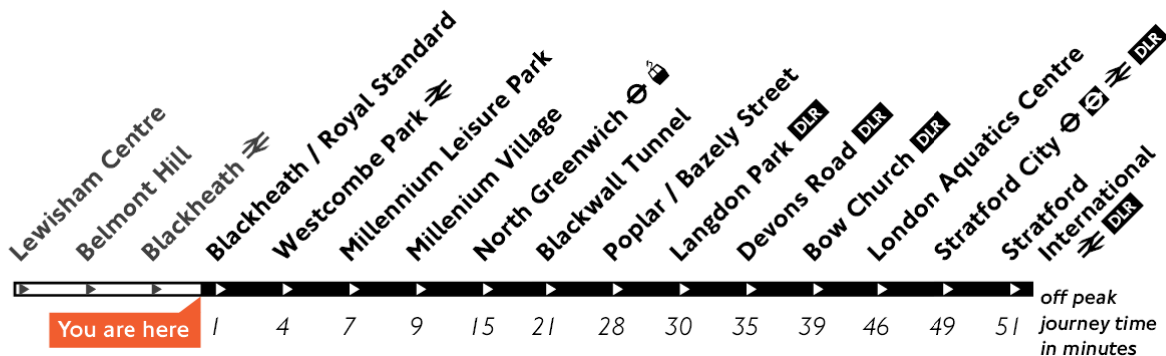 Lewisham Centre
Belmont Hill
Blackheath
Blackheath / Royal Standard
Westcombe Park
Millennium Leisure Park
Millenium Village
North Greenwich
Blackwall Tunnel
Poplar / Bazely Street
Langdon Park DLR
Devons Road DLR
Bow Church DLR
London Aquatics Centre
Stratford City DLR
Stratford
International
DLR
You are here
1 4 7 9 15 21 28 30 35 39 46 49 51
off peak
journey time
in minutes